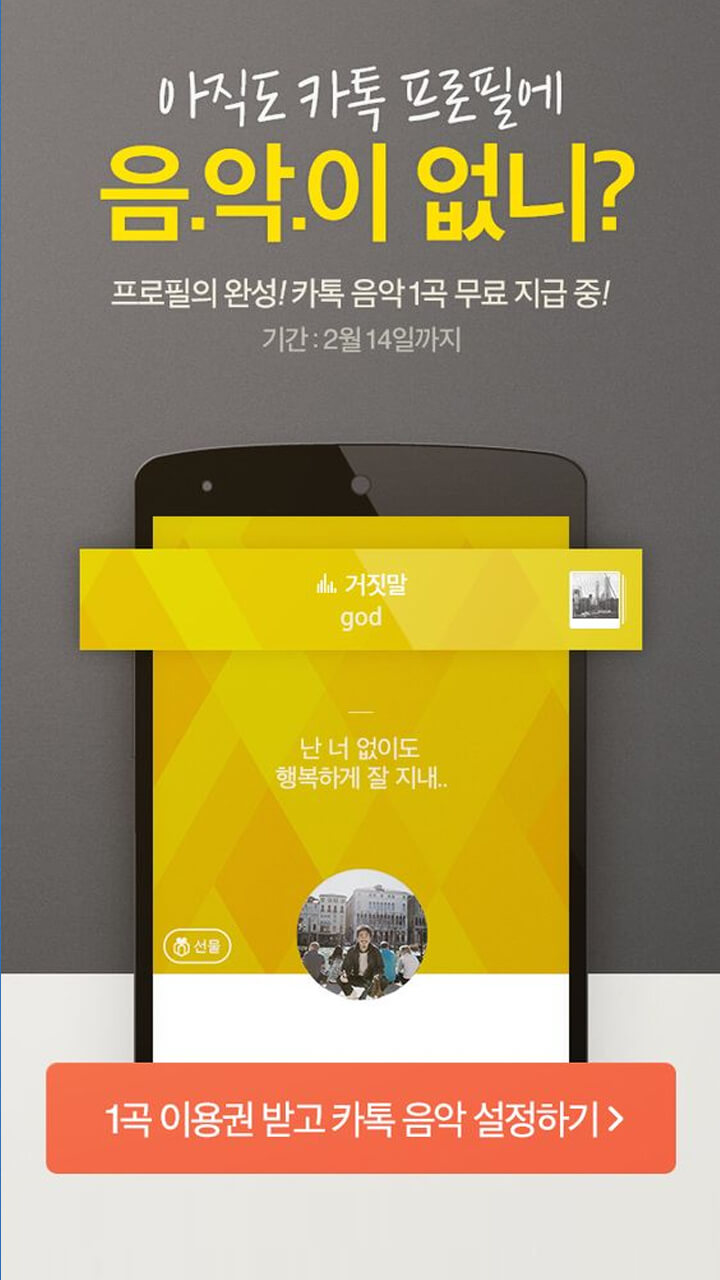 아직도 카톡 프로필에
음.악.이 없니?
프로필의 완성! 카톡 음악 1곡 무료 지급 중!
기간 : 2월 14일까지
거짓말
god
난 너 없이도
행복하게 잘 지내..
선물
1곡 이용권 받고 카톡 음악 설정하기 >